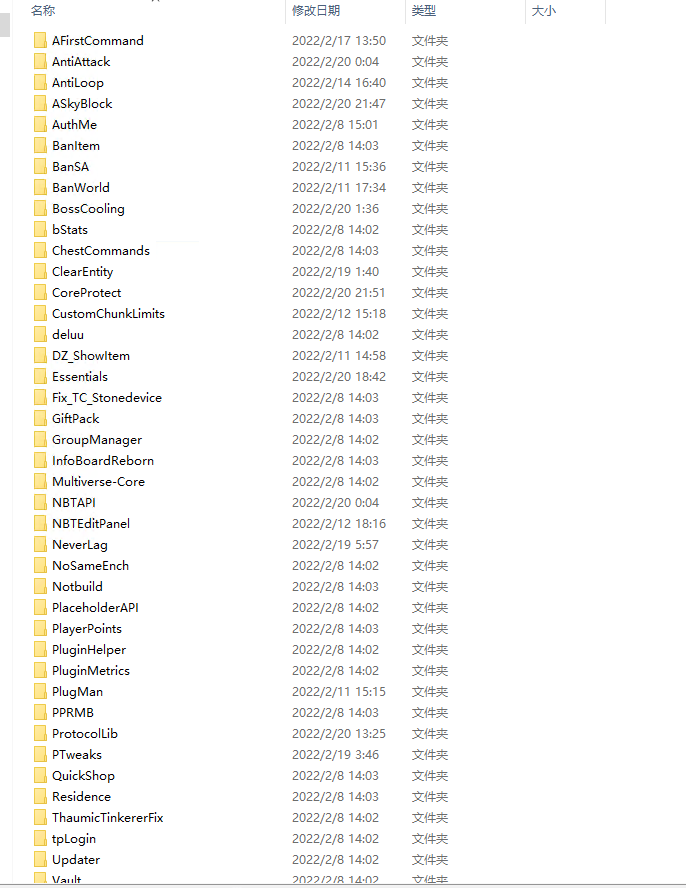 名称 修改日期 类型 大小
AFirstCommand 2022/2/17 13:50 文件夹
AntiAttack 2022/2/20 0:04 文件夹
AntiLoop 2022/2/14 16:40 文件夹
ASkyBlock 2022/2/20 21:47 文件夹
AuthMe 2022/2/8 15:01 文件夹
BanItem 2022/2/8 14:03 文件夹
BanSA 2022/2/11 15:36 文件夹
BanWorld 2022/2/11 17:34 文件夹
BossCooling 2022/2/20 1:36 文件夹
bStats 2022/2/8 14:02 文件夹
ChestCommands 2022/2/8 14:03 文件夹
ClearEntity 2022/2/19 1:40 文件夹
CoreProtect 2022/2/20 21:51 文件夹
CustomChunkLimits 2022/2/12 15:18 文件夹
deluu 2022/2/8 14:02 文件夹
DZ_ShowItem 2022/2/11 14:58 文件夹
Essentials 2022/2/20 18:42 文件夹
Fix_TC_Stonedevice 2022/2/8 14:03 文件夹
GiftPack 2022/2/8 14:03 文件夹
GroupManager 2022/2/8 14:02 文件夹
InfoBoardReborn 2022/2/8 14:03 文件夹
Multiverse-Core 2022/2/8 14:02 文件夹
NBTAPI 2022/2/20 0:04 文件夹
NBTEditPanel 2022/2/12 18:16 文件夹
NeverLag 2022/2/19 5:57 文件夹
NoSameEnch 2022/2/8 14:02 文件夹
Notbuild 2022/2/8 14:03 文件夹
PlaceholderAPI 2022/2/8 14:02 文件夹
PlayerPoints 2022/2/8 14:03 文件夹
PluginHelper 2022/2/8 14:02 文件夹
PluginMetrics 2022/2/8 14:02 文件夹
PlugMan 2022/2/11 15:15 文件夹
PPRMB 2022/2/8 14:03 文件夹
ProtocolLib 2022/2/20 13:25 文件夹
PTweaks 2022/2/19 3:46 文件夹
QuickShop 2022/2/8 14:03 文件夹
Residence 2022/2/8 14:03 文件夹
ThaumicTinkererFix 2022/2/8 14:02 文件夹
tpLogin 2022/2/8 14:02 文件夹
Updater 2022/2/8 14:02 文件夹
Vault 2022/2/8 14:02 文件夹